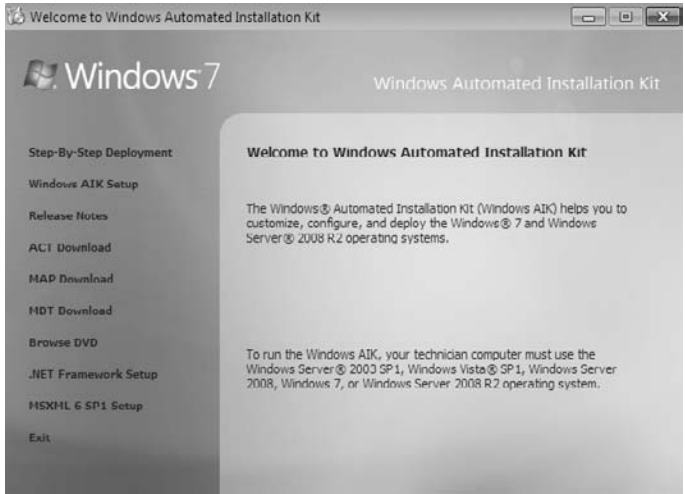 Welcome to Windows Automated Installation Kit
Windows 7
Windows Automated Installation Kit
Step-By-Step Deployment
Windows AIK Setup
Release Notes
ACT Download
MAP Download
MDT Download
Browse DVD
.NET Framework Setup
MSXML 6 SP1 Setup
Exit
Welcome to Windows Automated Installation Kit
The Windows® Automated Installation Kit (Windows AIK) helps you to
customize, configure, and deploy the Windows® 7 and Windows
Server® 2008 R2 operating systems.
To run the Windows AIK, your technician computer must use the
Windows Server® 2003 SP1, Windows Vista® SP1, Windows Server
2008, Windows 7, or Windows Server 2008 R2 operating system.